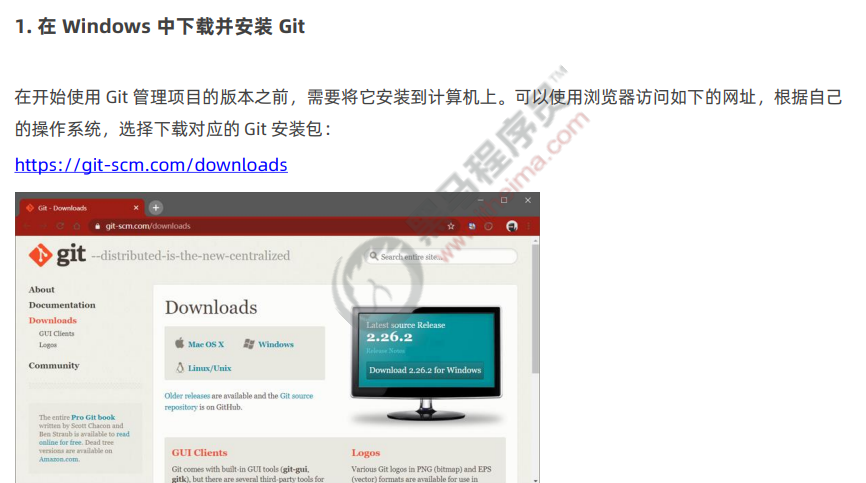 1. 在 Windows 中下载并安装 Git
在开始使用 Git 管理项目的版本之前，需要将它安装到计算机上。可以使用浏览器访问如下的网址，根据自己
的操作系统，选择下载对应的 Git 安装包：
https://git-scm.com/downloads
黑马程序员™
www.itheima.com
Git - Downloads
git-scm.com/downloads
git --distributed-is-the-new-centralized
Search entire site...
About
Documentation
Downloads
GUI Clients
Logos
Community
The entire Pro Git book
written by Scott Chacon and
Ben Straub is available to read
online for free. Dead tree
versions are available on
Amazon.com.
Downloads
Mac OS X
Windows
Linux/Unix
Older releases are available and the Git source
repository is on GitHub.
Latest source Release
2.26.2
Release Notes
Download 2.26.2 for Windows
GUI Clients
Git comes with built-in GUI tools (git-gui,
gitk), but there are several third-party tools for
Logos
Various Git logos in PNG (bitmap) and EPS
(vector) formats are available for use in